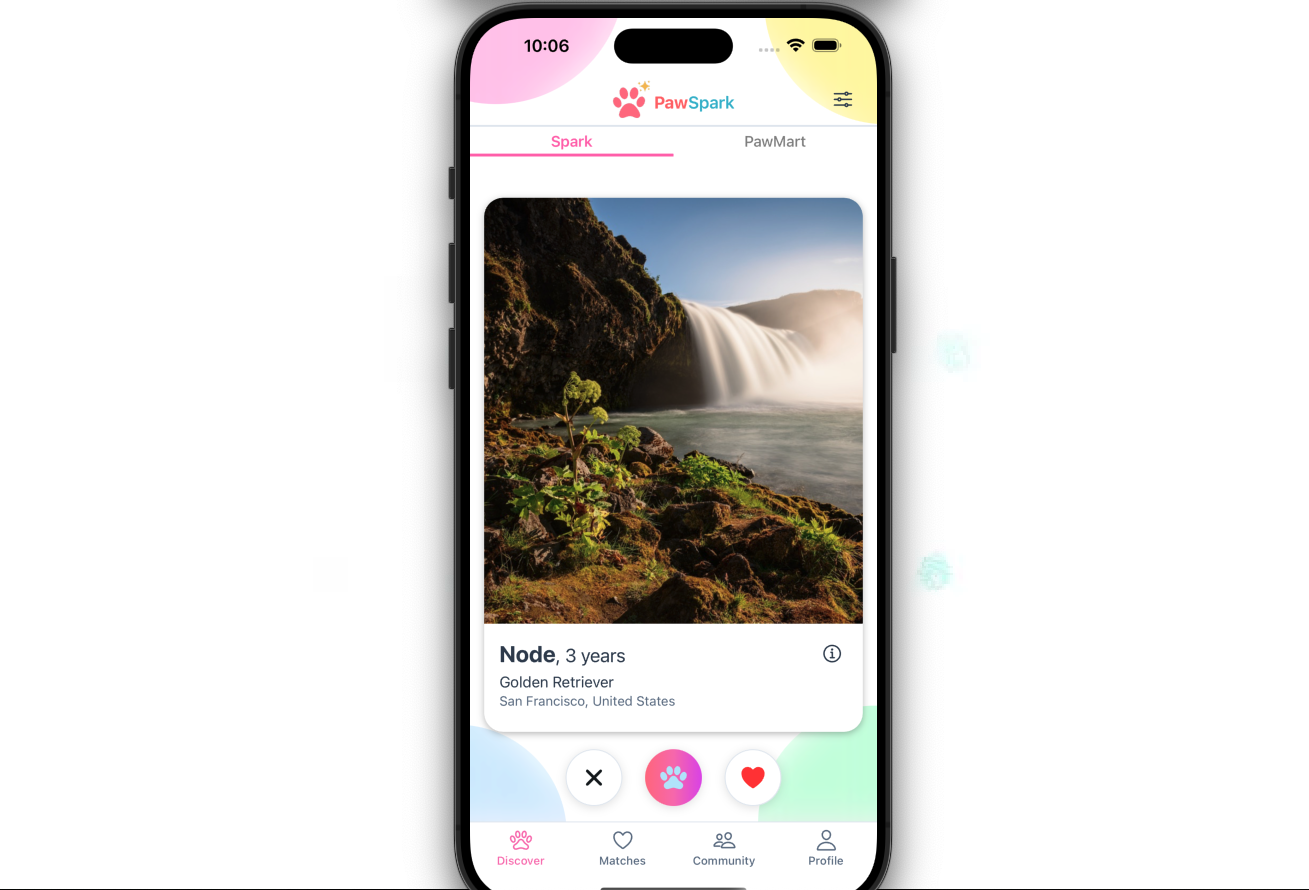 10:06
PawSpark
Spark
PawMart
Node, 3 years
Golden Retriever
San Francisco, United States
Discover
Matches
Community
Profile